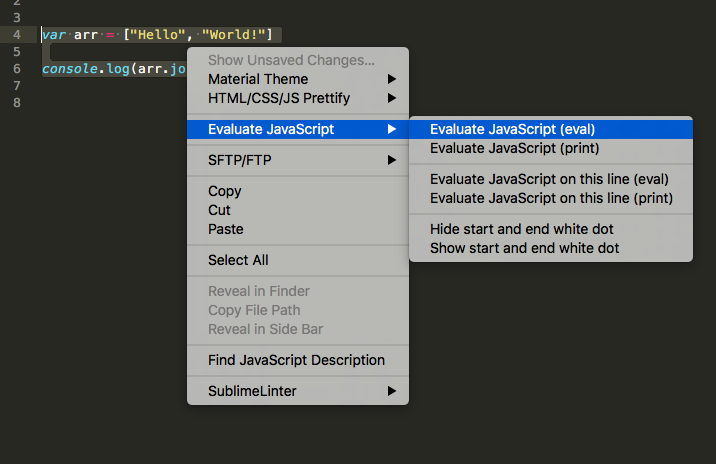 2
3
4 var arr = ["Hello", "World!"]
5
6 console.log(arr.jo
7
8
Show Unsaved Changes...
Material Theme
HTML/CSS/JS Prettify
Evaluate JavaScript
SFTP/FTP
Copy
Cut
Paste
Select All
Reveal in Finder
Copy File Path
Reveal in Side Bar
Find JavaScript Description
SublimeLinter
Evaluate JavaScript (eval)
Evaluate JavaScript (print)
Evaluate JavaScript on this line (eval)
Evaluate JavaScript on this line (print)
Hide start and end white dot
Show start and end white dot